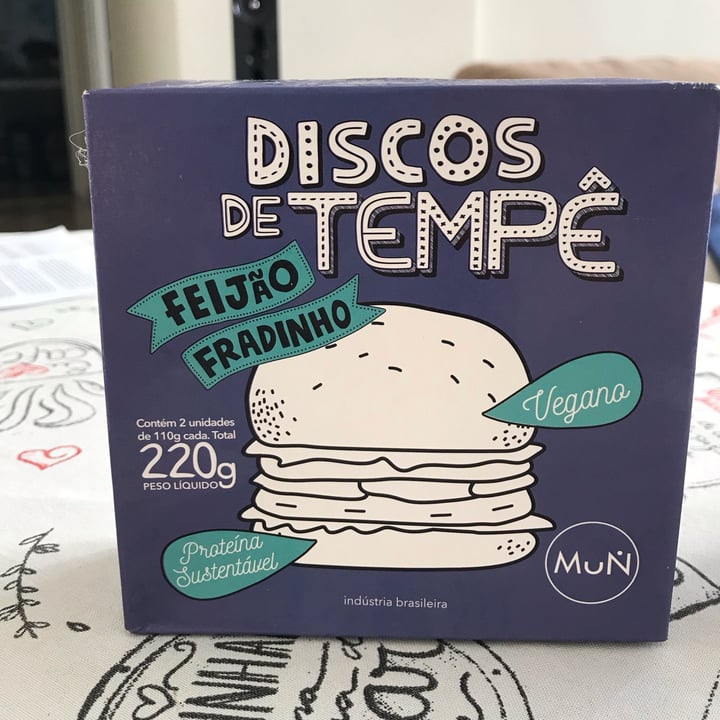 DISCOS
DE TEMPÊ
FEIJÃO
FRADINHO
Vegano
Contém 2 unidades
de 110g cada. Total
220g
PESO LÍQUIDO
Proteína
Sustentável
MUN
indústria brasileira